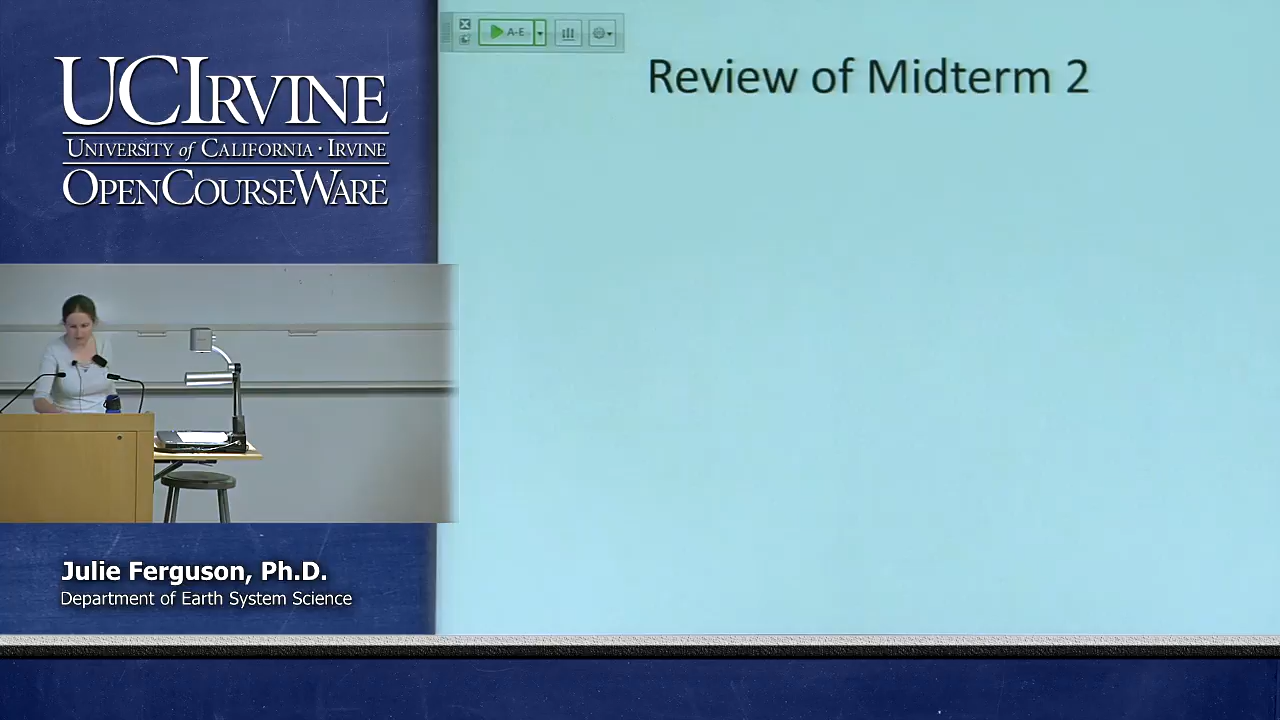 UCIRVINE
UNIVERSITY of CALIFORNIA · IRVINE
OPENCOURSEWARE
A-E
Review of Midterm 2
Julie Ferguson, Ph.D.
Department of Earth System Science